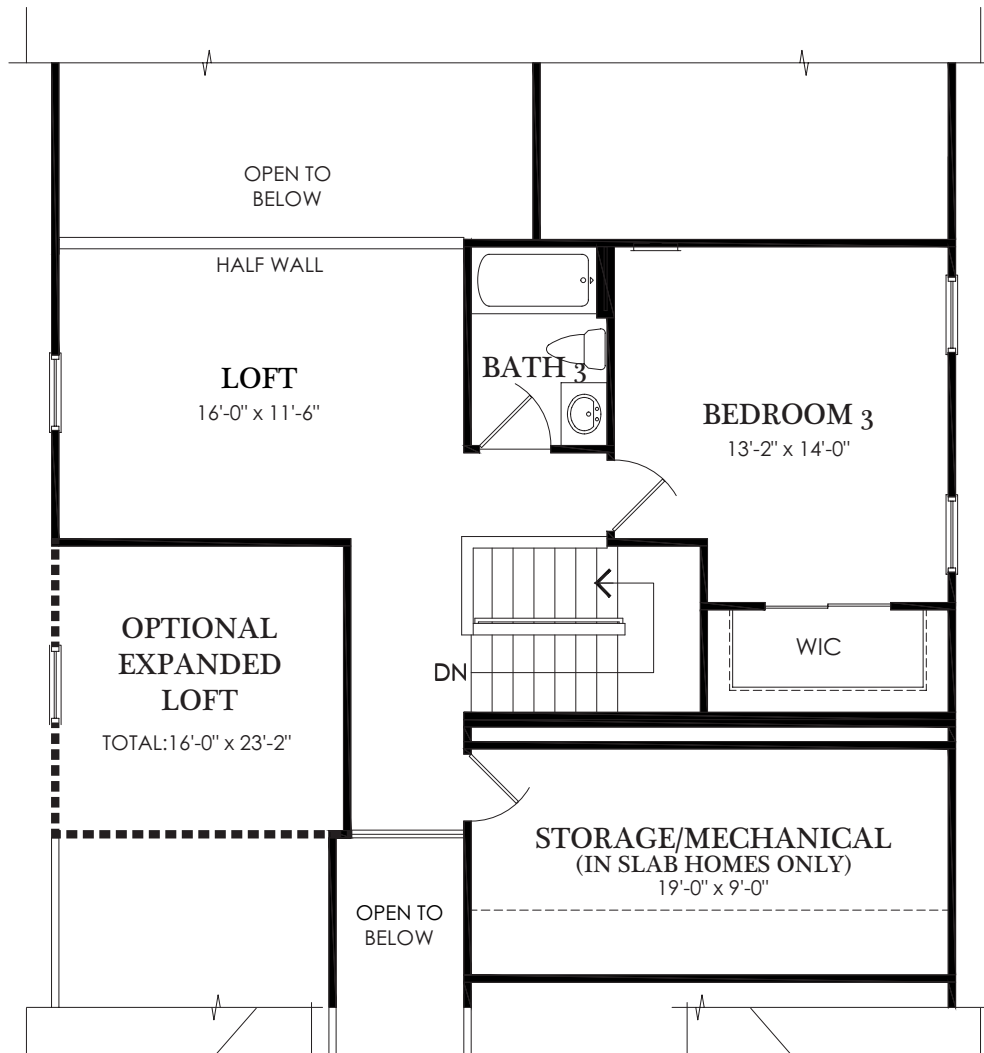 OPEN TO
BELOW
HALF WALL
LOFT
16'-0" x 11'-6"
BATH 3
BEDROOM 3
13'-2" x 14'-0"
OPTIONAL
EXPANDED
LOFT
TOTAL:16'-0" x 23'-2"
DN
WIC
STORAGE/MECHANICAL
(IN SLAB HOMES ONLY)
19'-0" x 9'-0"
OPEN TO
BELOW